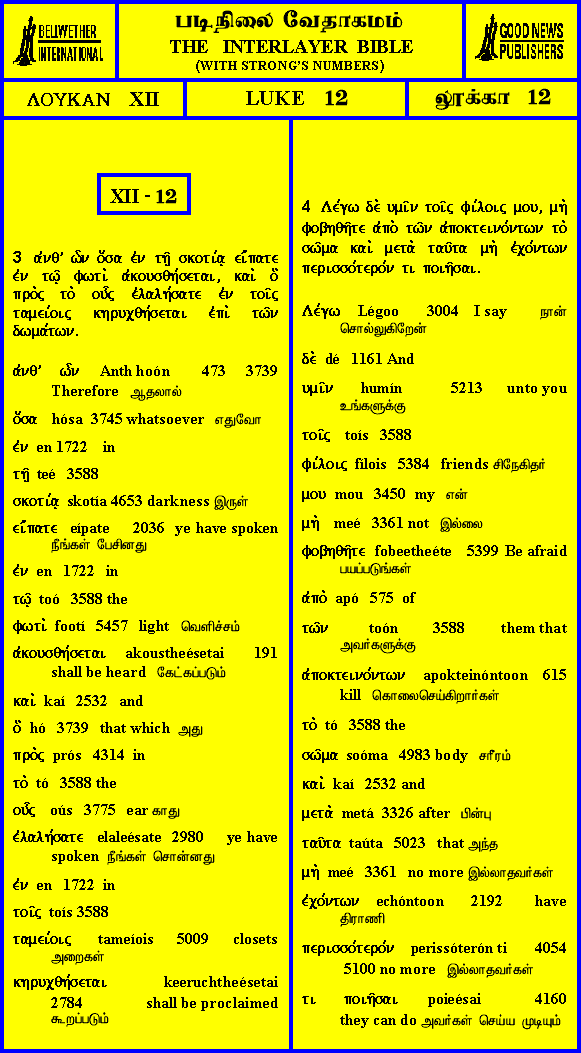 BELLWETHER
INTERNATIONAL
படிநிலை வேதாகமம்
THE INTERLAYER BIBLE
(WITH STRONG'S NUMBERS)
GOOD NEWS
PUBLISHERS
ΛΟΥΚΑΝ XII
LUKE 12
லூக்கா 12
XII - 12
3 ἀνθ’ ὧν ὅσα ἐν τῇ σκοτίᾳ εἴπατε
ἐν τῷ φωτὶ ἀκουσθήσεται, καὶ ὃ
πρὸς τὸ οὖς ἐλαλήσατε ἐν τοῖς
ταμείοις κηρυχθήσεται ἐπὶ τῶν
δωμάτων.
ἀνθ’ ὧν Anth hoón 473 3739
Therefore ஆதலால்
ὅσα hósa 3745 whatsoever எதுவோ
ἐν en 1722 in
τῇ teé 3588
σκοτίᾳ skotía 4653 darkness இருள்
εἴπατε eípate 2036 ye have spoken
நீங்கள் பேசினது
ἐν en 1722 in
τῷ toó 3588 the
φωτὶ footí 5457 light வெளிச்சம்
ἀκουσθήσεται akoustheésetai 191
shall be heard கேட்கப்படும்
καὶ kaí 2532 and
ὃ hó 3739 that which அது
πρὸς prós 4314 in
τὸ tó 3588 the
οὖς oús 3775 ear காது
ἐλαλήσατε elaleésate 2980 ye have
spoken நீங்கள் சொன்னது
ἐν en 1722 in
τοῖς toís 3588
ταμείοις tameíois 5009 closets
அறைகள்
κηρυχθήσεται keeruchtheésetai
2784 shall be proclaimed
கூறப்படும்
4 Λέγω δὲ υμῖν τοῖς φίλοις μου, μὴ
φοβηθῆτε ἀπὸ τῶν ἀποκτεινόντων τὸ
σῶμα καὶ μετὰ ταῦτα μὴ ἐχόντων
περισσότερόν τι ποιῆσαι..
Λέγω Légoo 3004 I say நான்
சொல்லுகிறேன்
δὲ dé 1161 And
υμῖν humín 5213 unto you
உங்களுக்கு
τοῖς toís 3588
φίλοις fílois 5384 friends சிநேகிதர்
μου mou 3450 my என்
μὴ meé 3361 not இல்லை
φοβηθῆτε fobeetheéte 5399 Be afraid
பயப்படுங்கள்
ἀπὸ apó 575 of
τῶν toón 3588 them that
அவர்களுக்கு
ἀποκτεινόντων apokteinóntoon 615
kill கொலைசெய்கிறார்கள்
τὸ tó 3588 the
σῶμα soóma 4983 body சரீரம்
καὶ kaí 2532 and
μετὰ metá 3326 after பின்பு
ταῦτα taúta 5023 that அந்த
μὴ meé 3361 no more இல்லாதவர்கள்
ἐχόντων echóntoon 2192 have
திராணி
περισσότερόν perissóterón ti 4054
5100 no more இல்லாதவர்கள்
τι ποιῆσαι poieésai 4160
they can do அவர்கள் செய்ய முடியும்